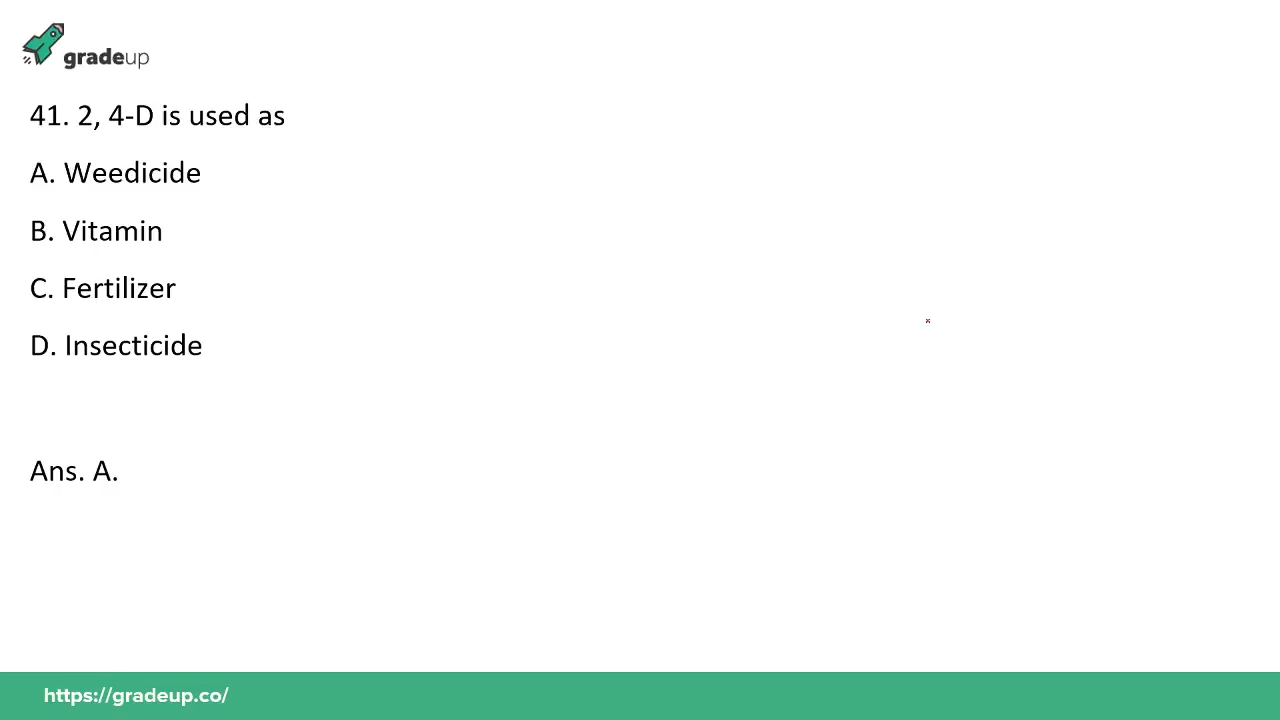 gradeup
41. 2, 4-D is used as
A. Weedicide
B. Vitamin
C. Fertilizer
D. Insecticide
Ans. A.
https://gradeup.co/